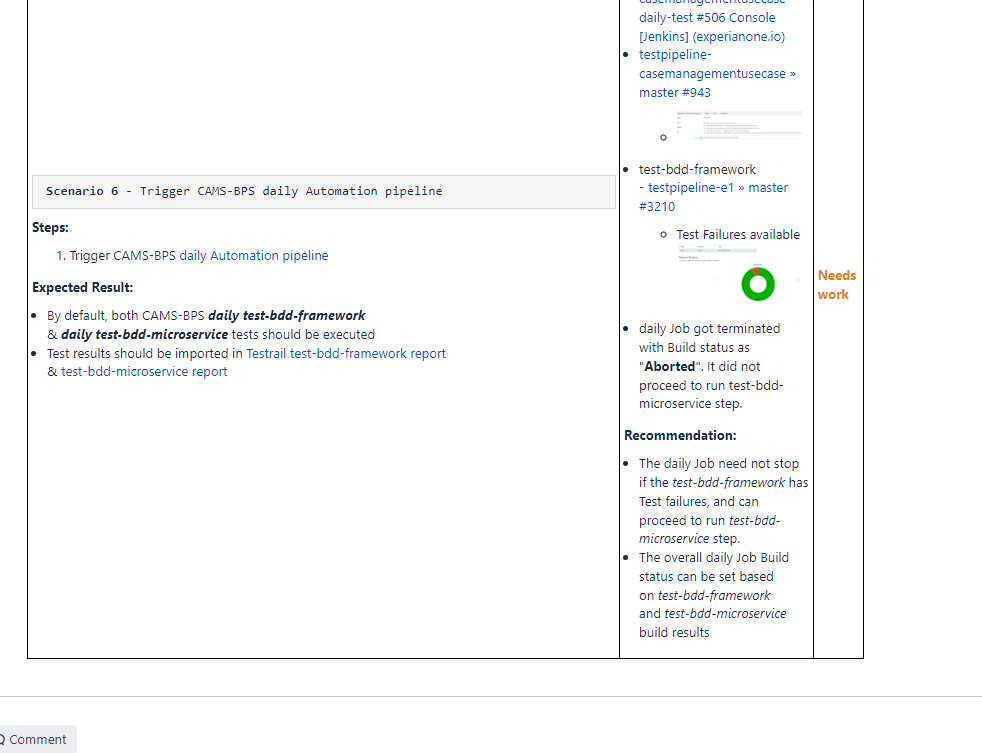 Scenario 6 - Trigger CAMS-BPS daily Automation pipeline
Steps:
1. Trigger CAMS-BPS daily Automation pipeline
Expected Result:
• By default, both CAMS-BPS daily test-bdd-framework
& daily test-bdd-microservice tests should be executed
• Test results should be imported in Testrail test-bdd-framework report
& test-bdd-microservice report
casemanagementusecase
daily-test #506 Console
[Jenkins] (experianone.io)
• testpipeline-
casemanagementusecase »
master #943
• test-bdd-framework
- testpipeline-e1 » master
#3210
Test Failures available
• daily Job got terminated
with Build status as
"Aborted". It did not
proceed to run test-bdd-
microservice step.
Recommendation:
• The daily Job need not stop
if the test-bdd-framework has
Test failures, and can
proceed to run test-bdd-
microservice step.
• The overall daily Job Build
status can be set based
on test-bdd-framework
and test-bdd-microservice
build results
Needs
work
Comment